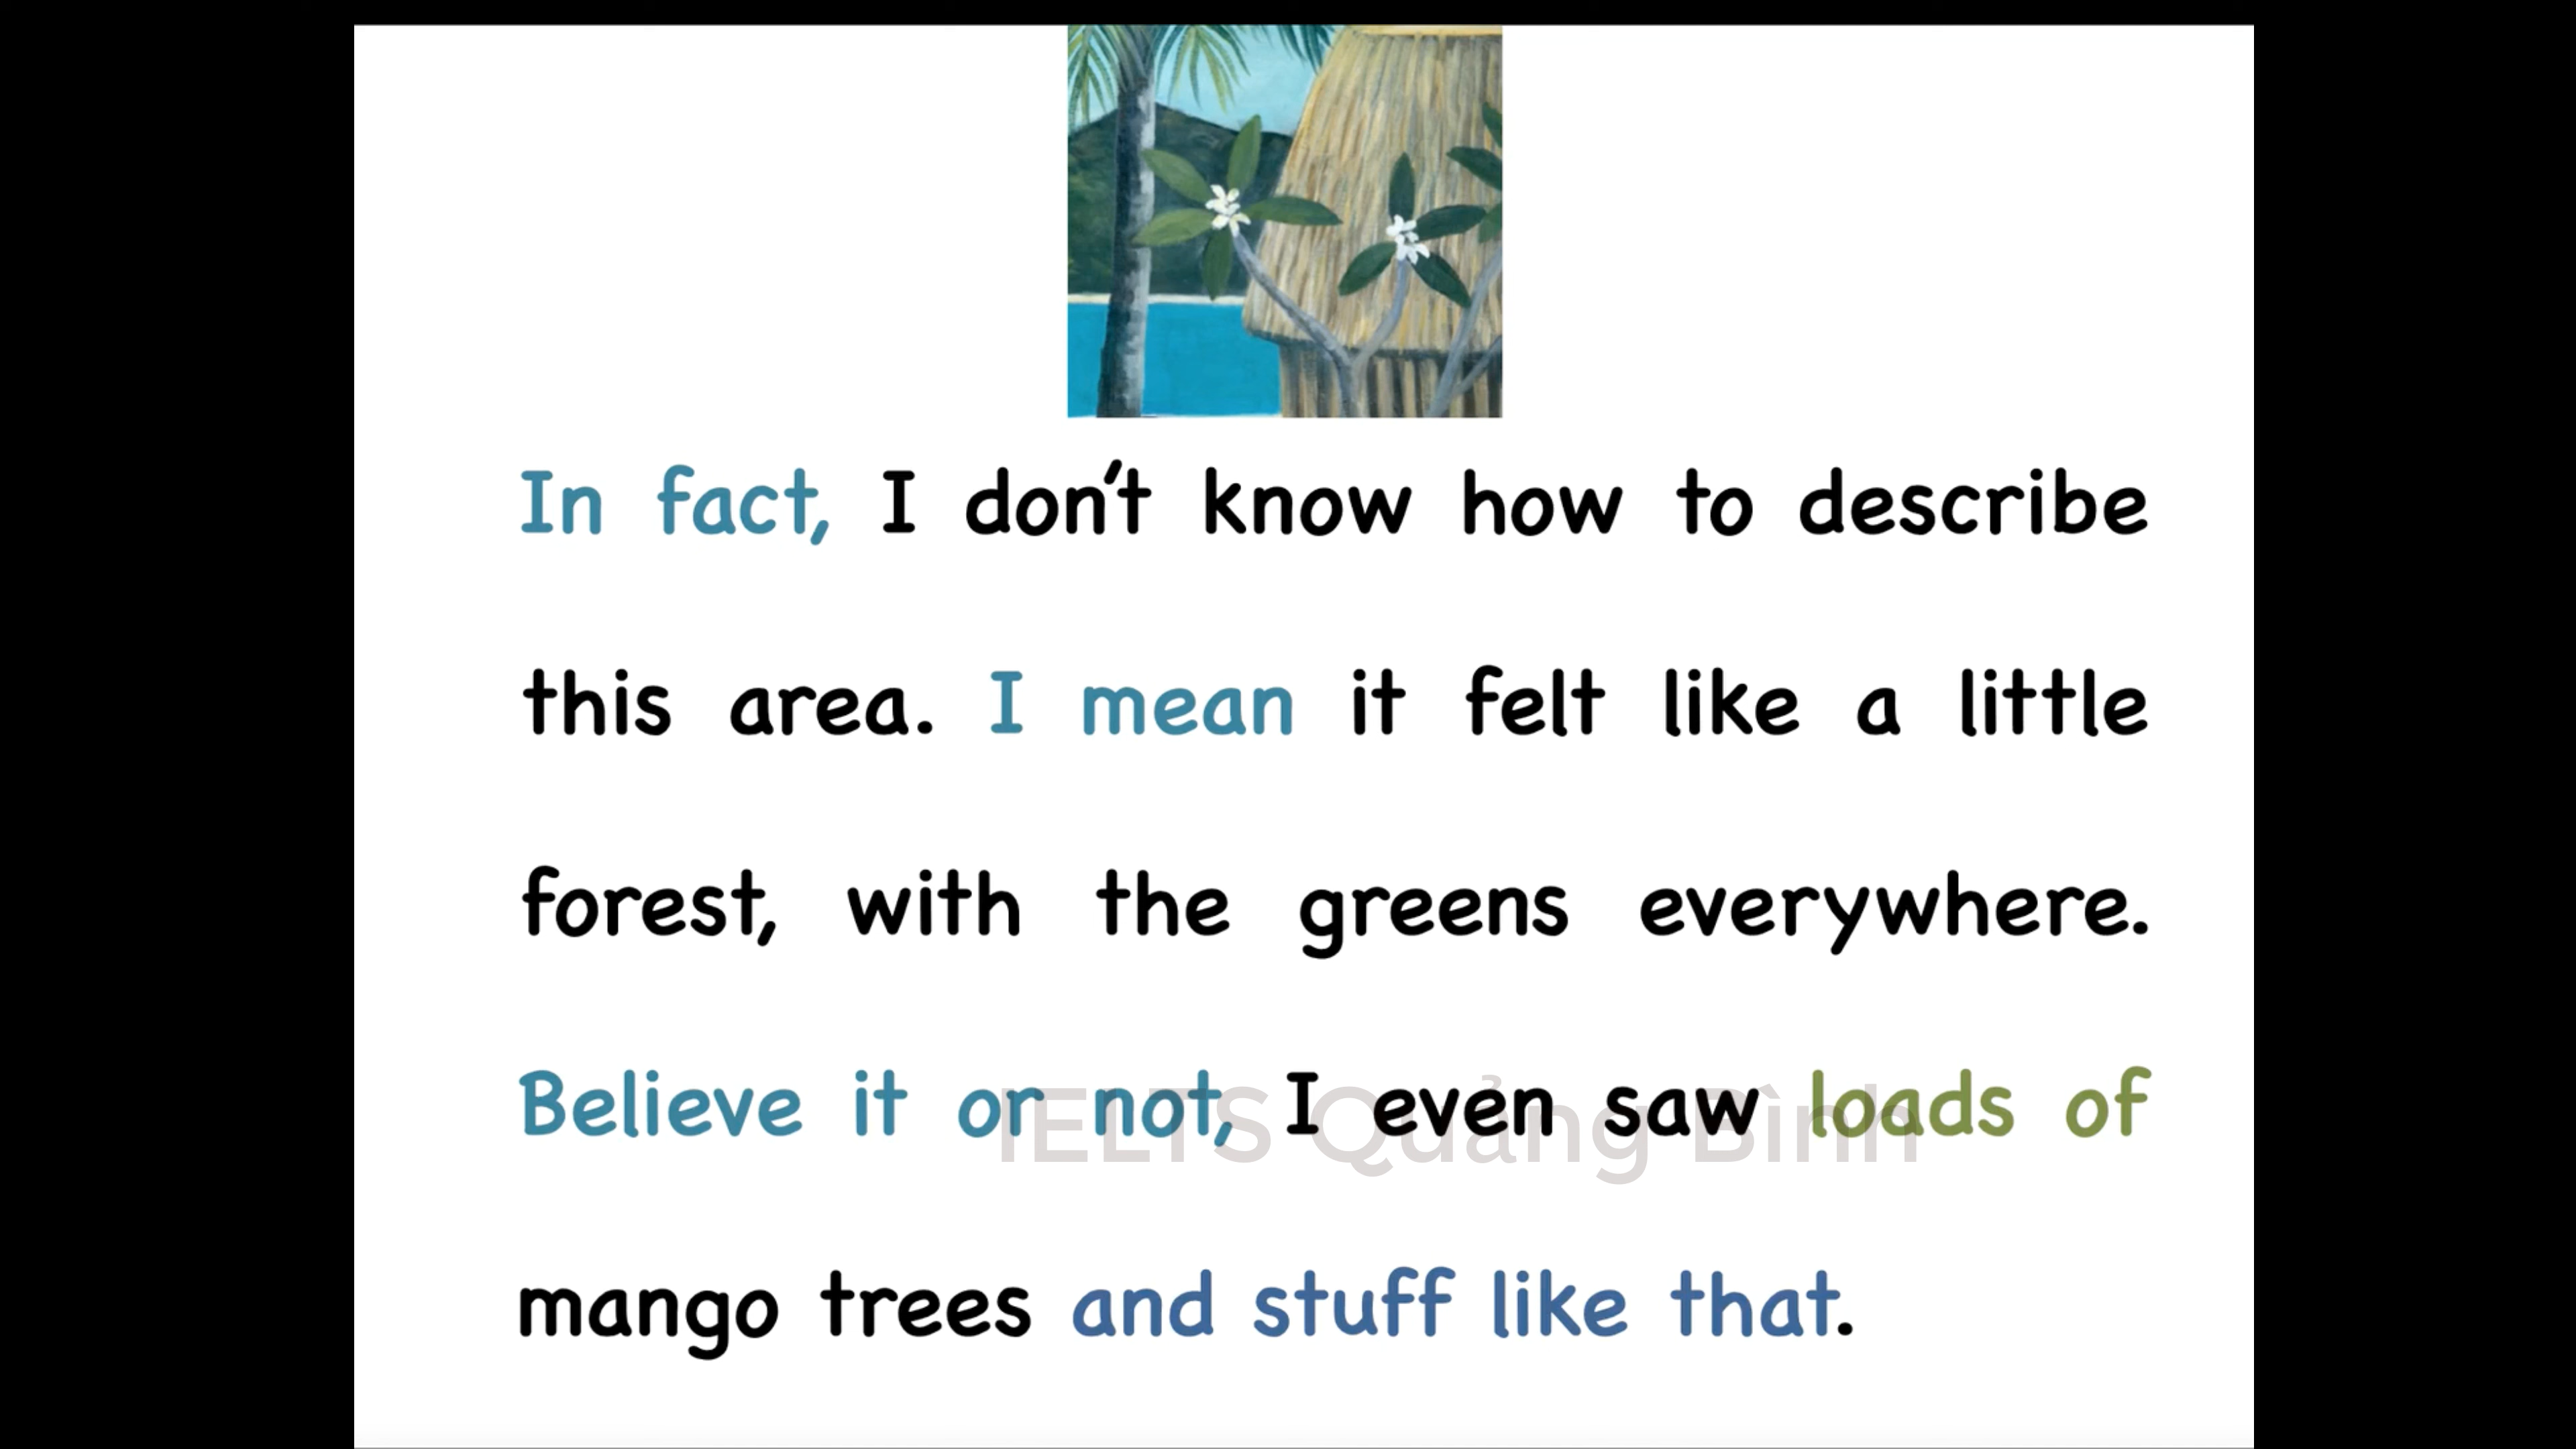 In fact, I don't know how to describe
this area. I mean it felt like a little
forest, with the greens everywhere.
Believe it or not, I even saw loads of
IELTS Quảng Bình
mango trees and stuff like that.